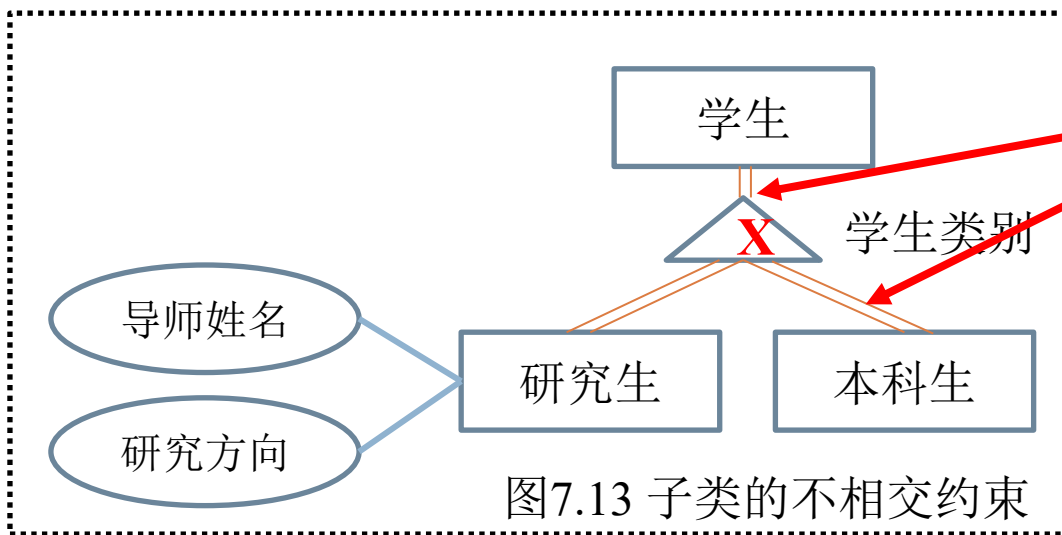 学生
X
学生类别
导师姓名
研究生
本科生
研究方向
图7.13 子类的不相交约束